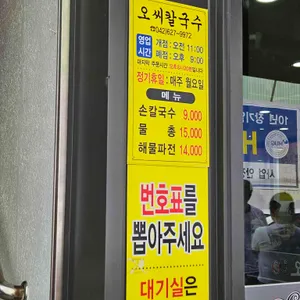 오씨칼국수
☎042)627-9972
영업시간
개점 : 오전 11:00
폐점 : 오후 9:00
정기휴일 : 매주 월요일
메뉴
손칼국수 9,000
물총 15,000
해물파전 14,000
번호표를
뽑아주세요
대기실은